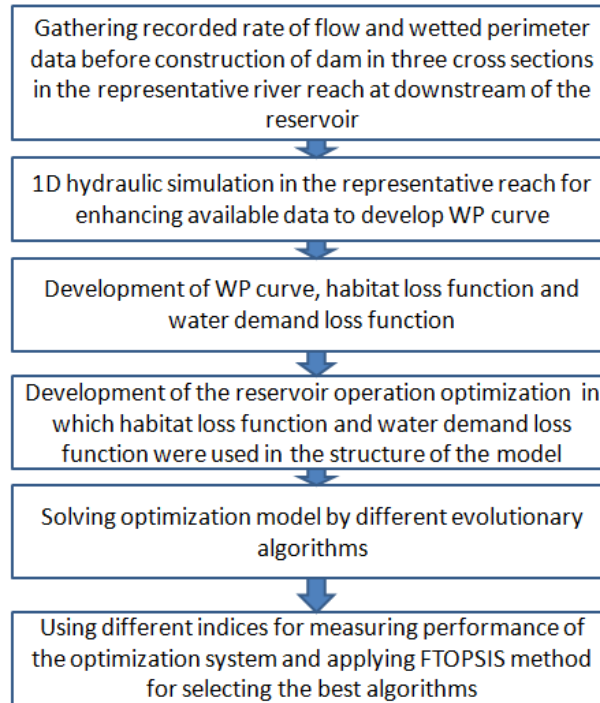 Gathering recorded rate of flow and wetted perimeter
data before construction of dam in three cross sections
in the representative river reach at downstream of the
reservoir
1D hydraulic simulation in the representative reach for
enhancing available data to develop WP curve
Development of WP curve, habitat loss function and
water demand loss function
Development of the reservoir operation optimization in
which habitat loss function and water demand loss
function were used in the structure of the model
Solving optimization model by different evolutionary
algorithms
Using different indices for measuring performance of
the optimization system and applying FTOPSIS method
for selecting the best algorithms